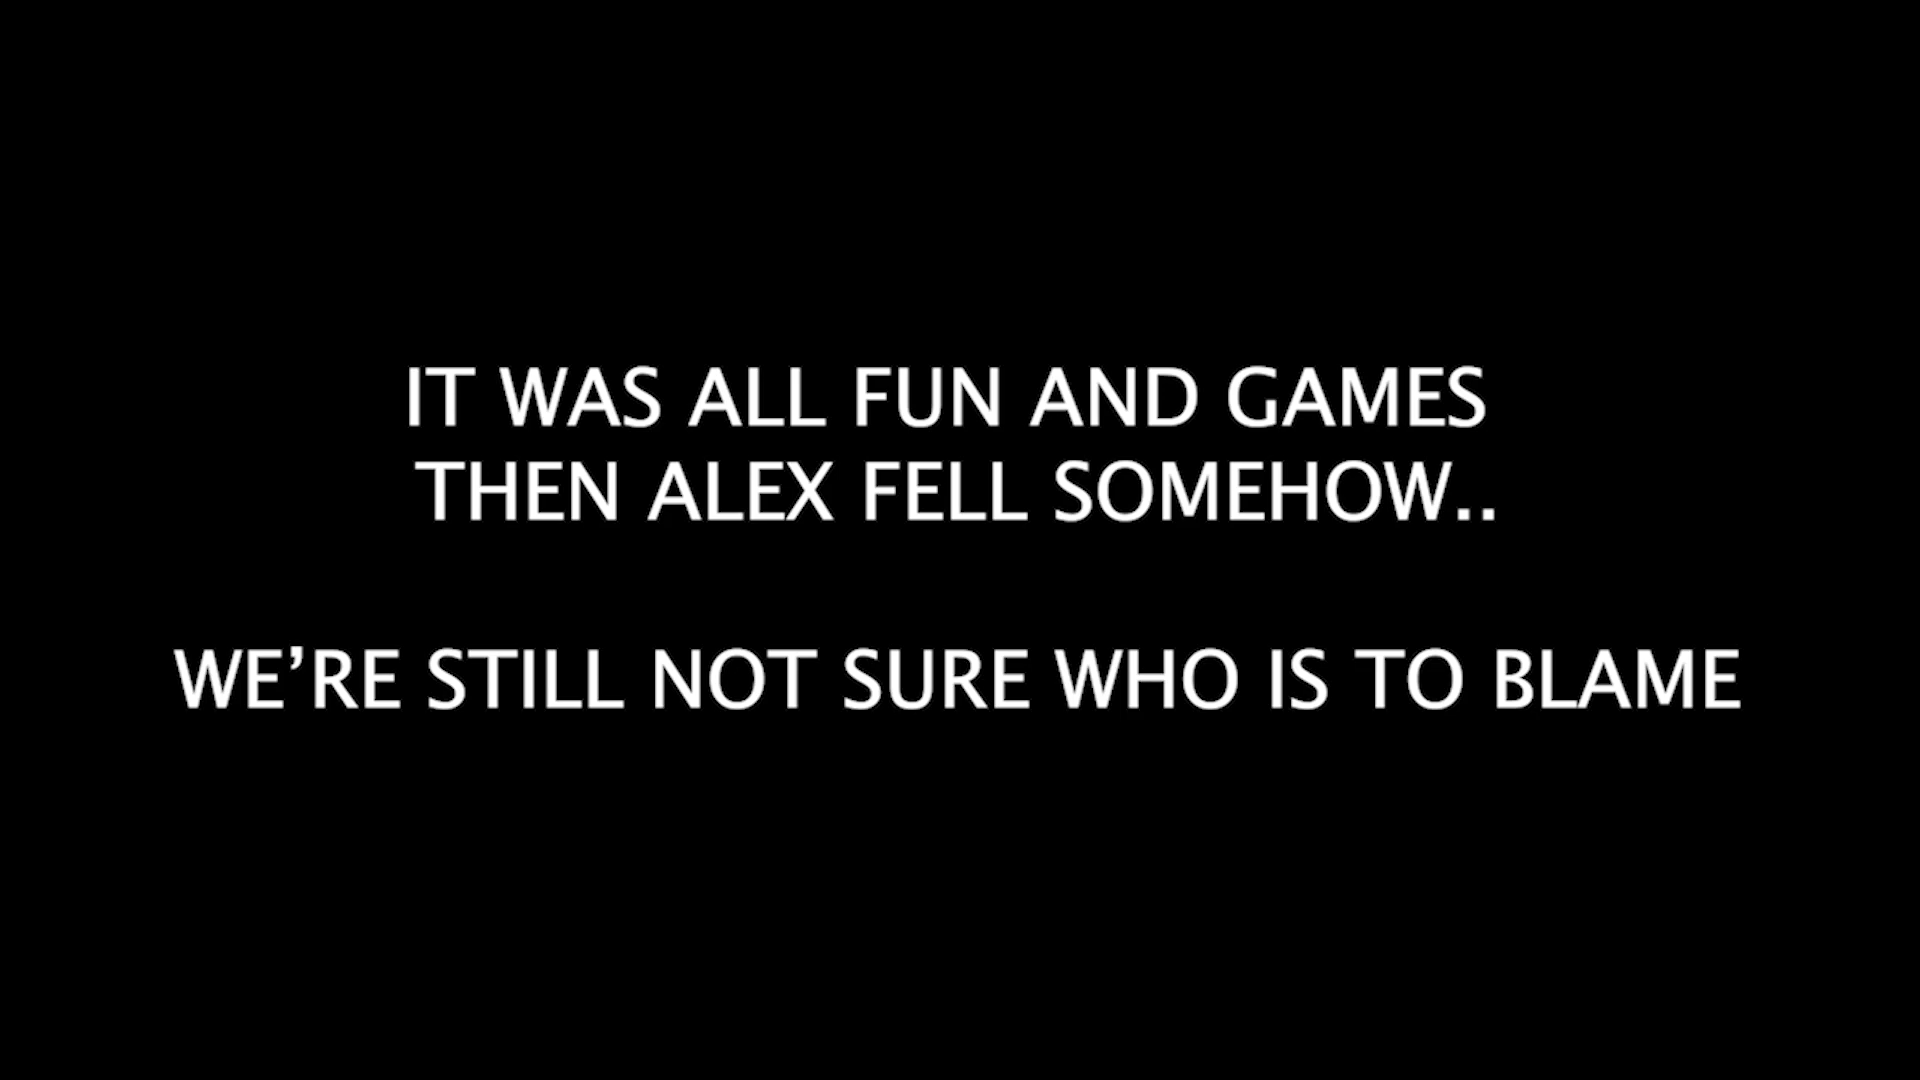 IT WAS ALL FUN AND GAMES
THEN ALEX FELL SOMEHOW..
WE’RE STILL NOT SURE WHO IS TO BLAME